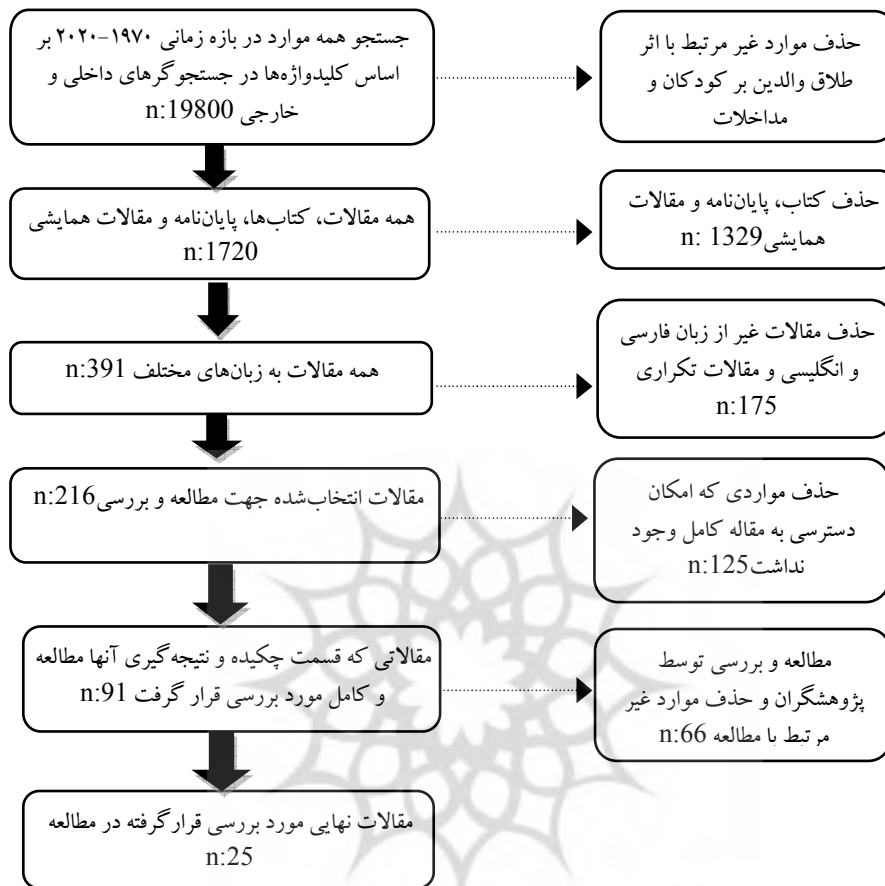 جستجو همه موارد در بازه زمانی ۱۹۷۰-۲۰۲۰ بر
اساس کلیدواژه‌ها در جستجوگرهای داخلی و
خارجی n:19800
حذف موارد غیر مرتبط با اثر
طلاق والدین بر کودکان و
مداخلات
همه مقالات، کتاب‌ها، پایان‌نامه و مقالات همایشی
n:1720
حذف کتاب، پایان‌نامه و مقالات
همایشی n: 1329
همه مقالات به زبان‌های مختلف n:391
حذف مقالات غیر از زبان فارسی
و انگلیسی و مقالات تکراری
n:175
مقالات انتخاب‌شده جهت مطالعه و بررسی n:216
حذف مواردی که امکان
دسترسی به مقاله کامل وجود
نداشت n:125
مقالاتی که قسمت چکیده و نتیجه‌گیری آنها مطالعه
و کامل مورد بررسی قرار گرفت n:91
مطالعه و بررسی توسط
پژوهشگران و حذف موارد غیر
مرتبط با مطالعه n:66
مقالات نهایی مورد بررسی قرارگرفته در مطالعه
n:25